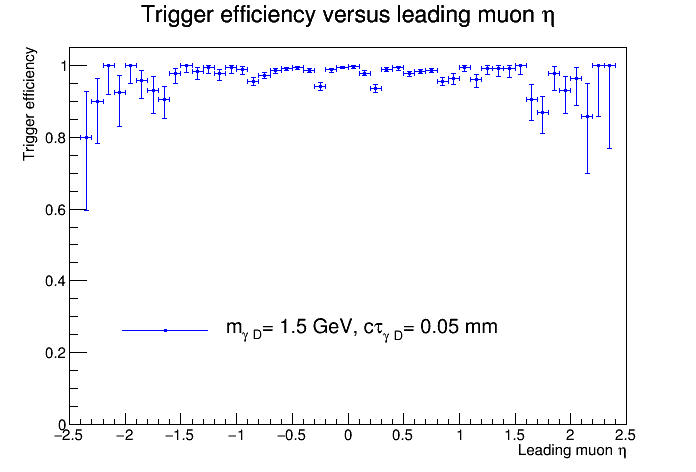 Trigger efficiency versus leading muon η
Trigger efficiency
1
0.8
0.6
0.4
0.2
0
m_γ D= 1.5 GeV, cτ_γ D= 0.05 mm
−2.5 −2 −1.5 −1 −0.5 0 0.5 1 1.5 2 2.5
Leading muon η